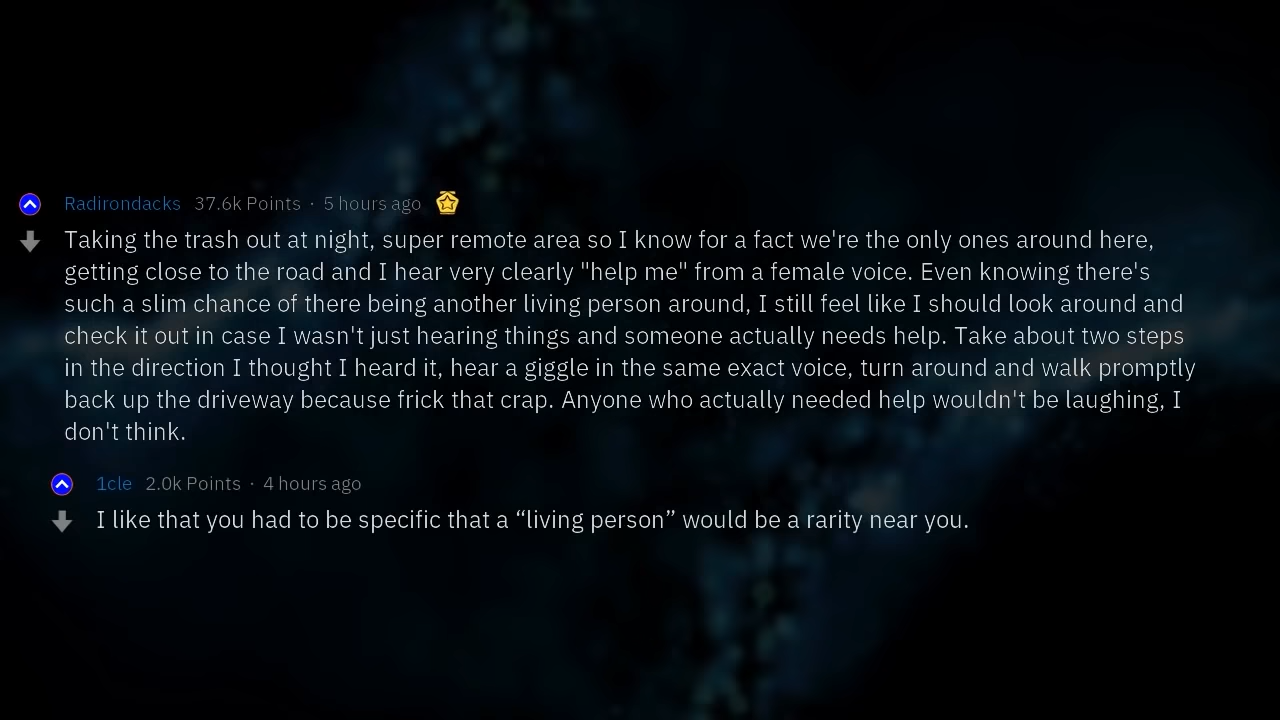 Radirondacks 37.6k Points · 5 hours ago
Taking the trash out at night, super remote area so I know for a fact we're the only ones around here,
getting close to the road and I hear very clearly "help me" from a female voice. Even knowing there's
such a slim chance of there being another living person around, I still feel like I should look around and
check it out in case I wasn't just hearing things and someone actually needs help. Take about two steps
in the direction I thought I heard it, hear a giggle in the same exact voice, turn around and walk promptly
back up the driveway because frick that crap. Anyone who actually needed help wouldn't be laughing, I
don't think.
1cle 2.0k Points · 4 hours ago
I like that you had to be specific that a “living person” would be a rarity near you.